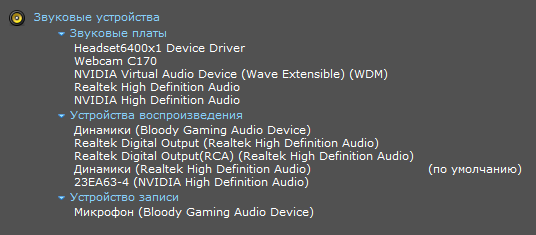 Звуковые устройства
Звуковые платы
Headset6400x1 Device Driver
Webcam C170
NVIDIA Virtual Audio Device (Wave Extensible) (WDM)
Realtek High Definition Audio
NVIDIA High Definition Audio
Устройства воспроизведения
Динамики (Bloody Gaming Audio Device)
Realtek Digital Output (Realtek High Definition Audio)
Realtek Digital Output(RCA) (Realtek High Definition Audio)
Динамики (Realtek High Definition Audio) (по умолчанию)
23EA63-4 (NVIDIA High Definition Audio)
Устройство записи
Микрофон (Bloody Gaming Audio Device)